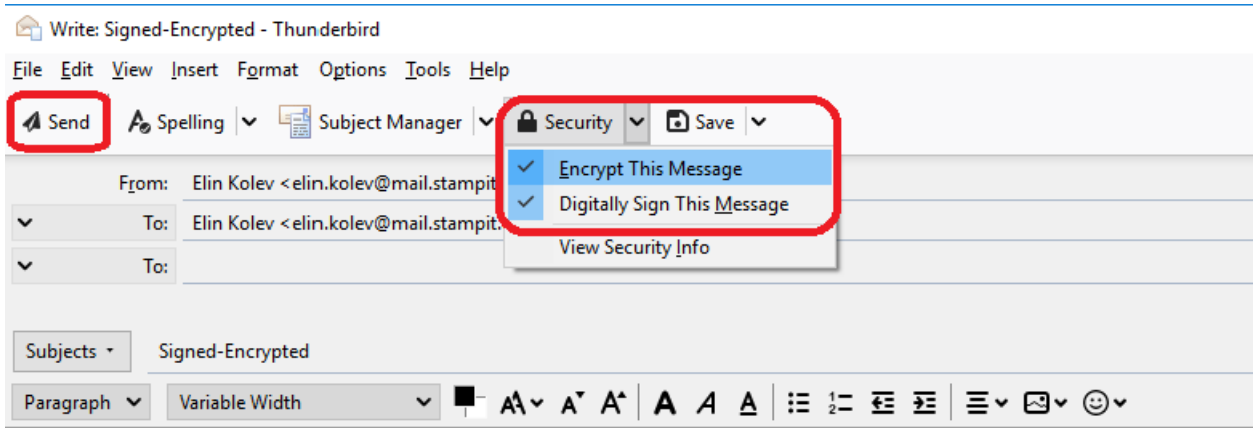 Write: Signed-Encrypted - Thunderbird
File Edit View Insert Format Options Tools Help
Send Spelling Subject Manager Security Save
Encrypt This Message
From: Elin Kolev <elin.kolev@mail.stampit
Digitally Sign This Message
To: Elin Kolev <elin.kolev@mail.stampit.
View Security Info
To:
Subjects Signed-Encrypted
Paragraph Variable Width